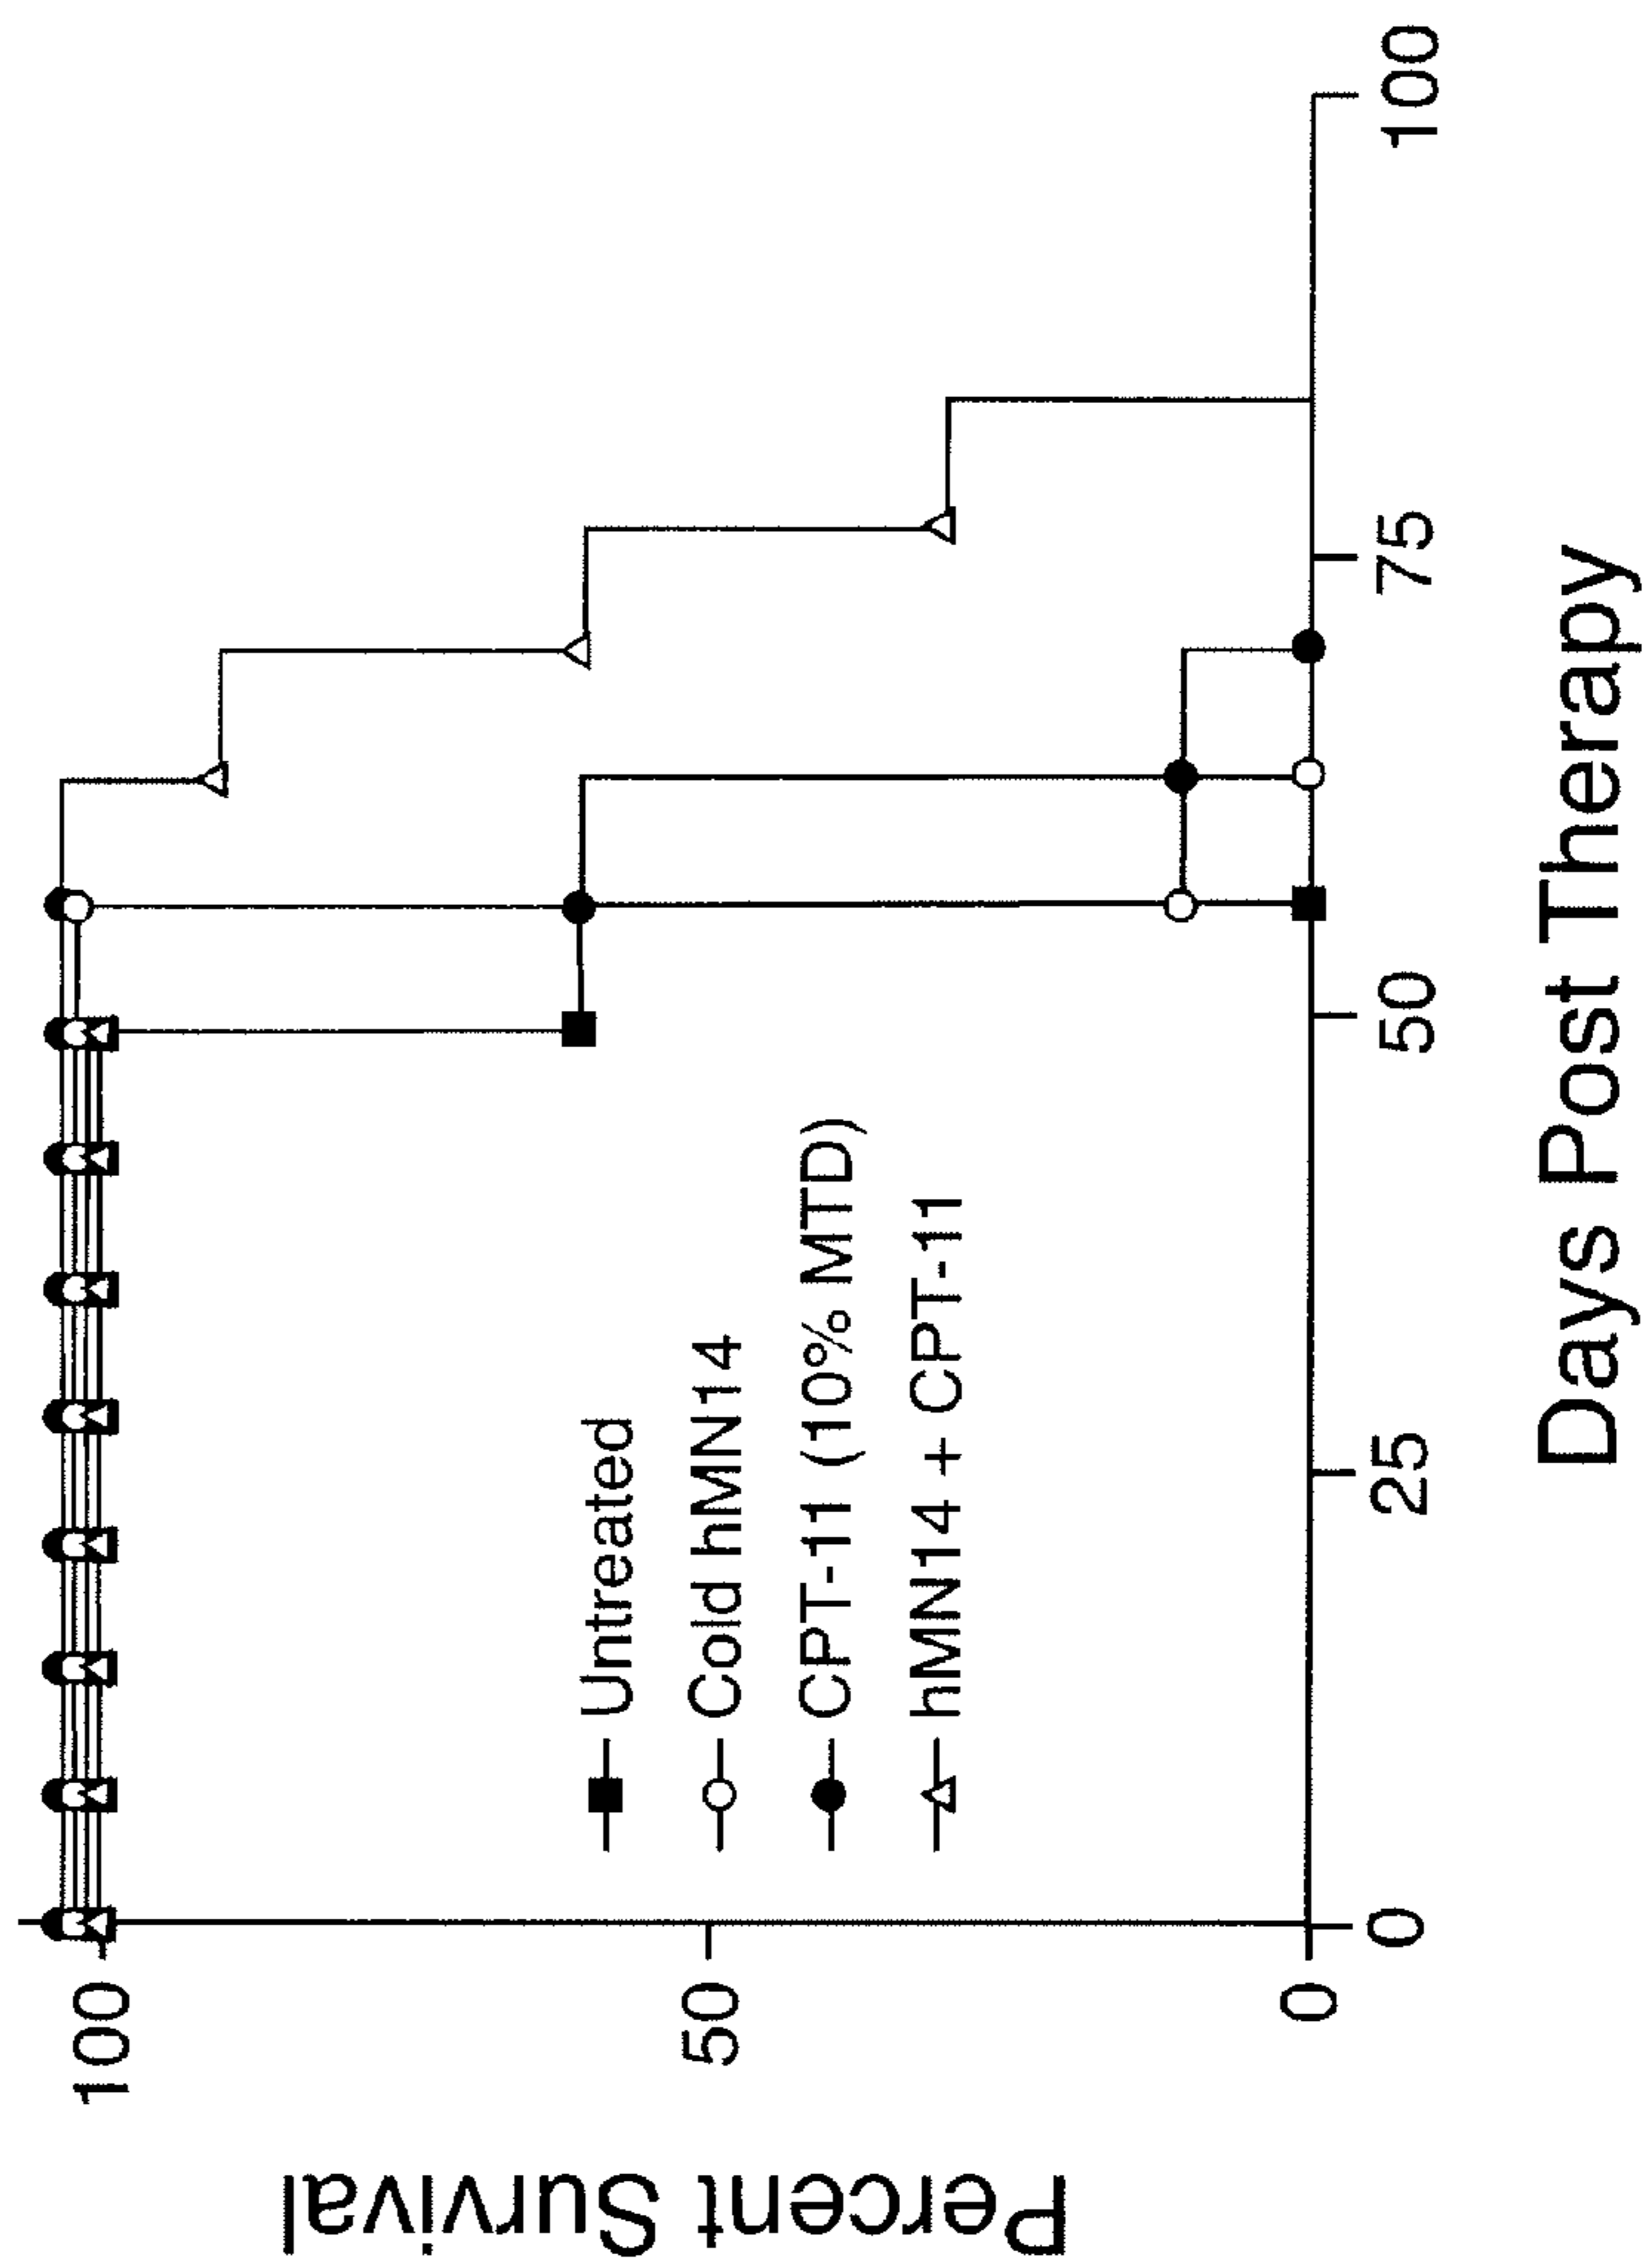 Percent Survival
100
50
0
Untreated
Cold hMN14
CPT-11 (10% MTD)
hMN14 + CPT-11
0
25
50
75
100
Days Post Therapy